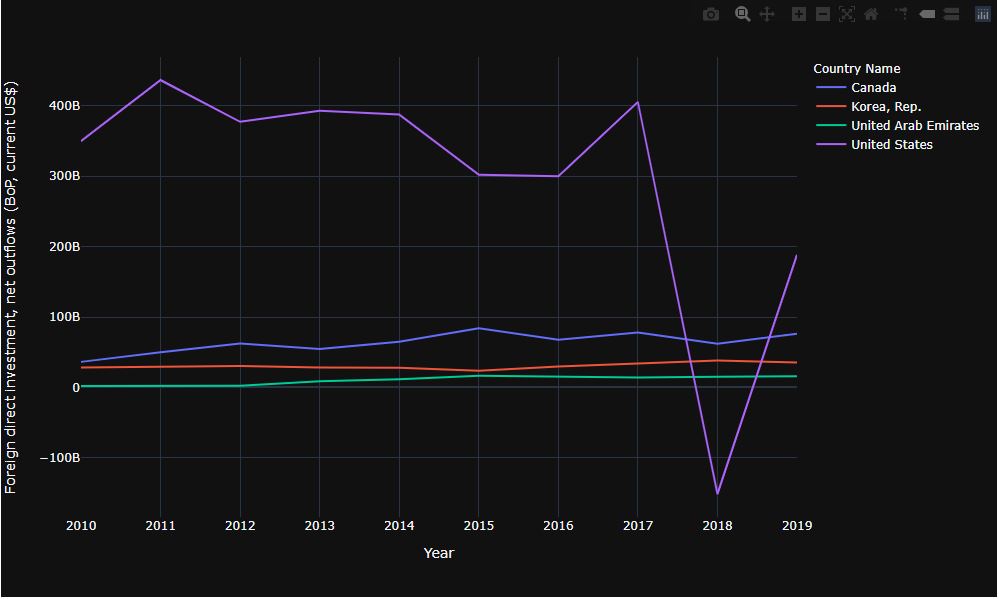 Country Name
Canada
Korea, Rep.
United Arab Emirates
United States
Foreign direct investment, net outflows (BoP, current US$)
400B
300B
200B
100B
0
−100B
2010 2011 2012 2013 2014 2015 2016 2017 2018 2019
Year